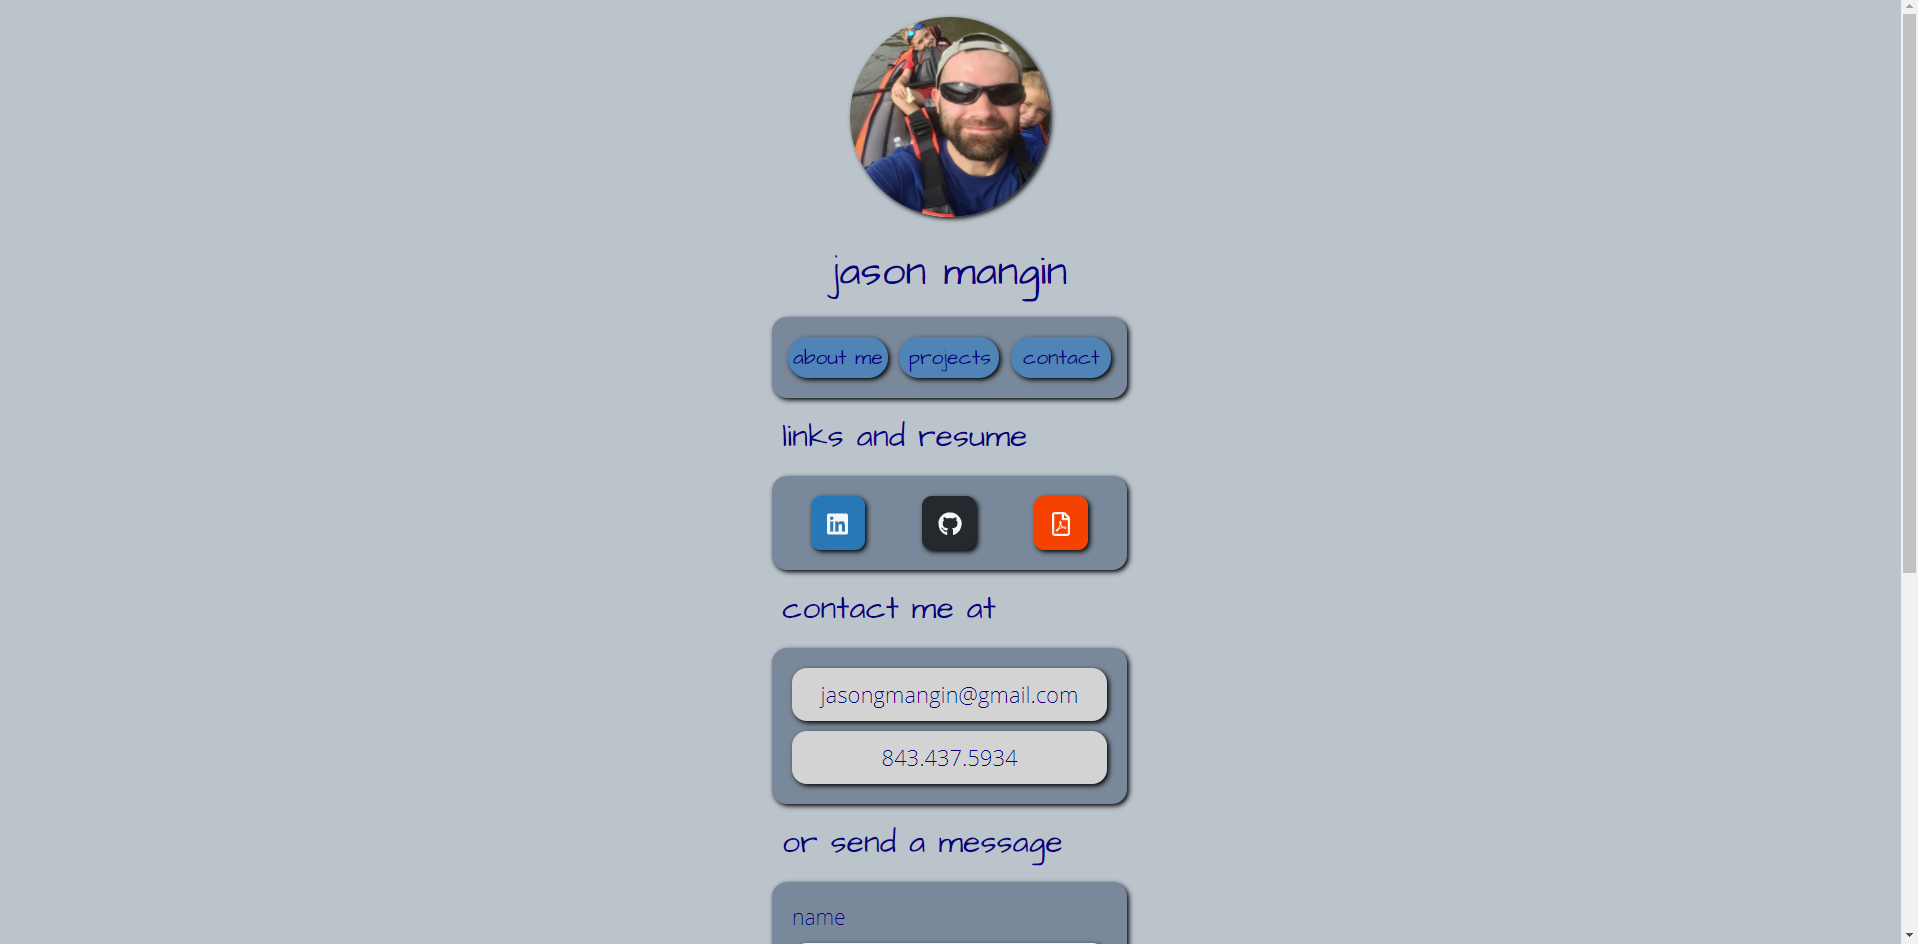 jason mangin
about me projects contact
links and resume
in
contact me at
jasongmangin@gmail.com
843.437.5934
or send a message
name